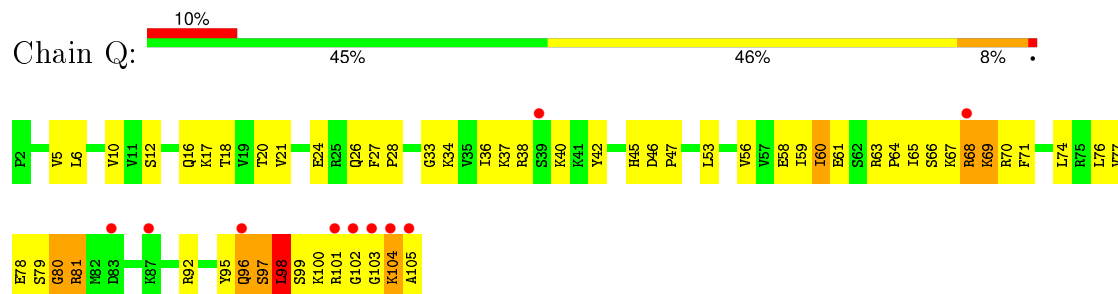 10%
Chain Q:
45% 46% 8% •
P2 V5 L6 V10 V11 S12 Q16 K17 T18 V19 T20 V21 E24 R25 Q26 F27 P28 G33 K34 V35 I36 K37 R38 S39 K40 K41 Y42 H45 D46 P47 L53 V56 V57 E58 I59 I60 E61 S62 R63 P64 I65 S66 K67 R68 K69 R70 F71 L74 R75 L76 V77
E78 S79 G80 R81 M82 D83 K87 R92 Y95 Q96 S97 L98 S99 K100 R101 G102 G103 K104 A105